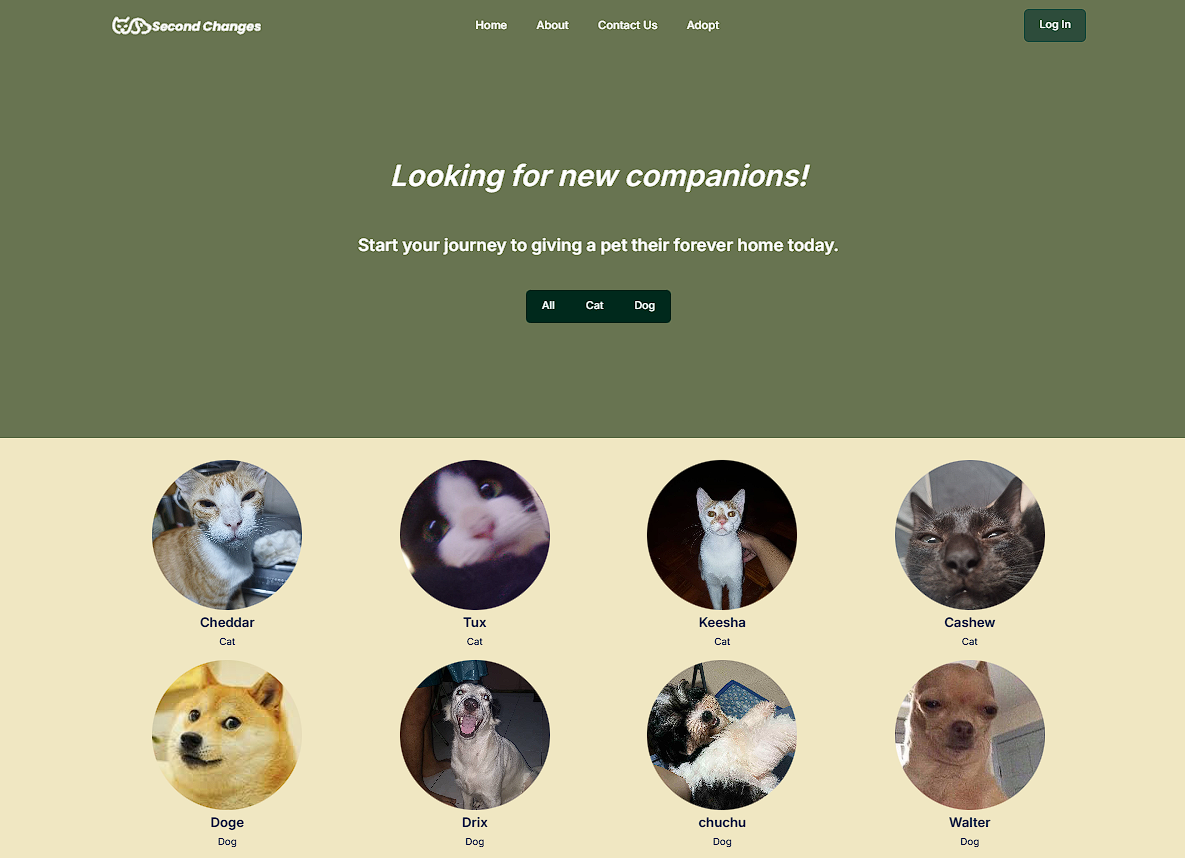 Second Changes
Home About Contact Us Adopt
Log In
Looking for new companions!
Start your journey to giving a pet their forever home today.
All Cat Dog
Cheddar Tux Keesha Cashew
Cat Cat Cat Cat
Doge Drix chuchu Walter
Dog Dog Dog Dog